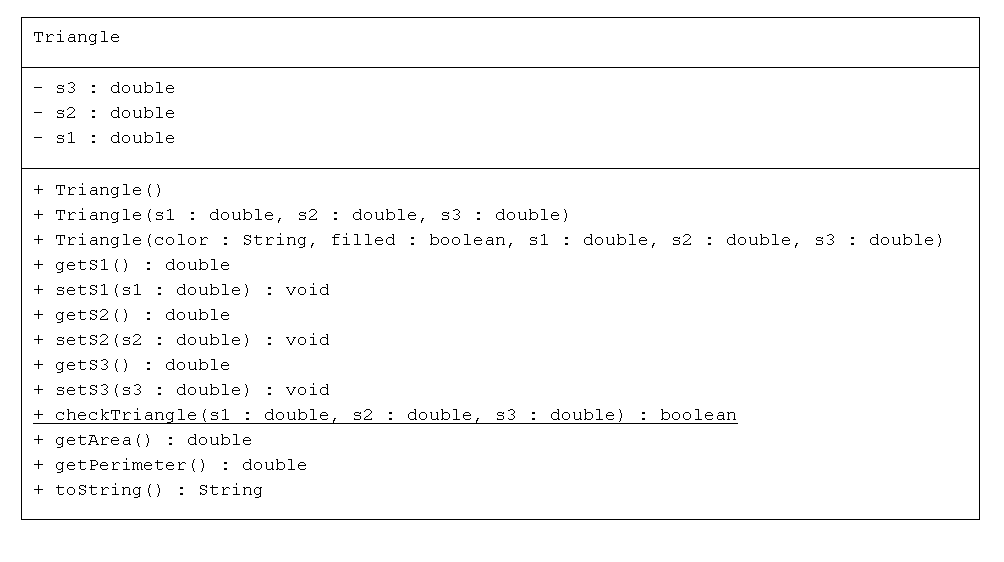 Triangle
- s3 : double
- s2 : double
- s1 : double
+ Triangle()
+ Triangle(s1 : double, s2 : double, s3 : double)
+ Triangle(color : String, filled : boolean, s1 : double, s2 : double, s3 : double)
+ getS1() : double
+ setS1(s1 : double) : void
+ getS2() : double
+ setS2(s2 : double) : void
+ getS3() : double
+ setS3(s3 : double) : void
+ checkTriangle(s1 : double, s2 : double, s3 : double) : boolean
+ getArea() : double
+ getPerimeter() : double
+ toString() : String